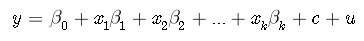 y = β₀ + x₁β₁ + x₂β₂ + ... + xₖβₖ + c + u